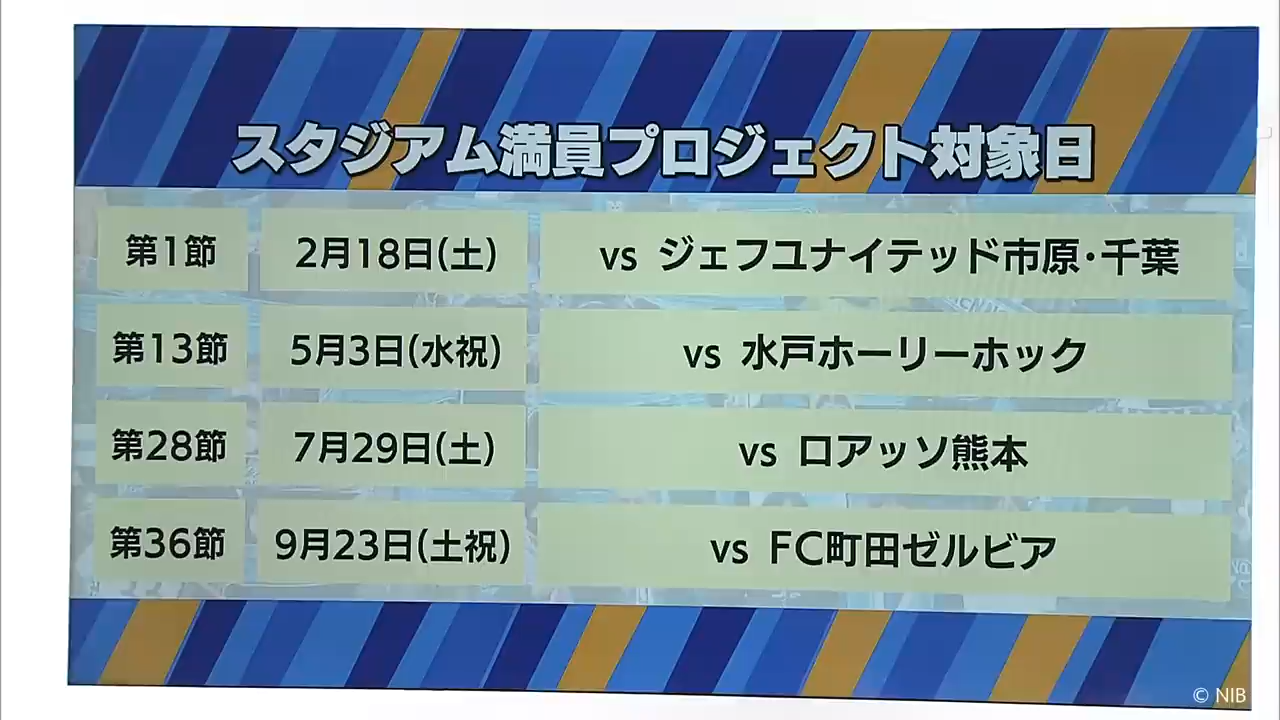 スタジアム満員プロジェクト対象日
第1節 2月18日(土) vs ジェフユナイテッド市原・千葉
第13節 5月3日(水祝) vs 水戸ホーリーホック
第28節 7月29日(土) vs ロアッソ熊本
第36節 9月23日(土祝) vs FC町田ゼルビア
© NIB